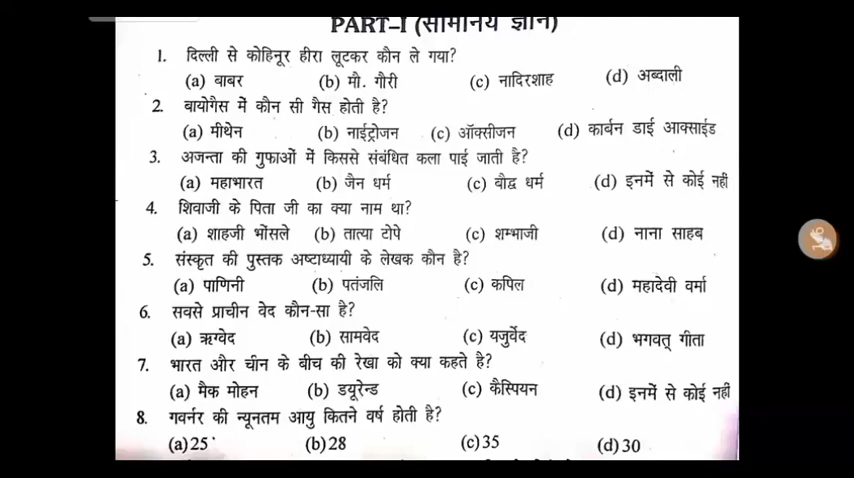 PART-I (सामान्य ज्ञान)
1. दिल्ली से कोहिनूर हीरा लूटकर कौन ले गया?
(a) बाबर (b) मौ. गौरी (c) नादिरशाह (d) अब्दाली
2. बायोगैस में कौन सी गैस होती है?
(a) मीथेन (b) नाईट्रोजन (c) ऑक्सीजन (d) कार्बन डाई आक्साईड
3. अजन्ता की गुफाओं में किससे संबंधित कला पाई जाती है?
(a) महाभारत (b) जैन धर्म (c) बौद्व धर्म (d) इनमें से कोई नही
4. शिवाजी के पिता जी का क्या नाम था?
(a) शाहजी भोंसले (b) तात्या टोपे (c) शम्भाजी (d) नाना साहब
5. संस्कृत की पुस्तक अष्टाध्यायी के लेखक कौन है?
(a) पाणिनी (b) पतंजलि (c) कपिल (d) महादेवी वर्मा
6. सबसे प्राचीन वेद कौन-सा है?
(a) ऋग्वेद (b) सामवेद (c) यजुर्वेद (d) भगवत् गीता
7. भारत और चीन के बीच की रेखा को क्या कहते है?
(a) मैक मोहन (b) डयूरेन्ड (c) कैस्पियन (d) इनमें से कोई नहीं
8. गवर्नर की न्यूनतम आयु कितने वर्ष होती है?
(a)25 (b)28 (c)35 (d)30